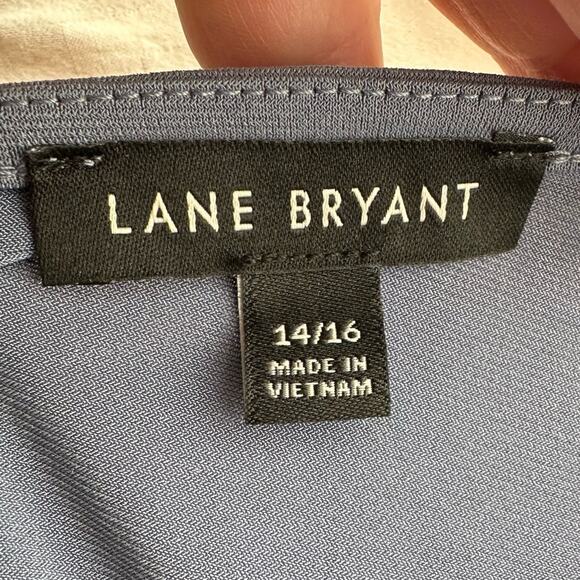 LANE BRYANT
14/16
MADE IN
VIETNAM